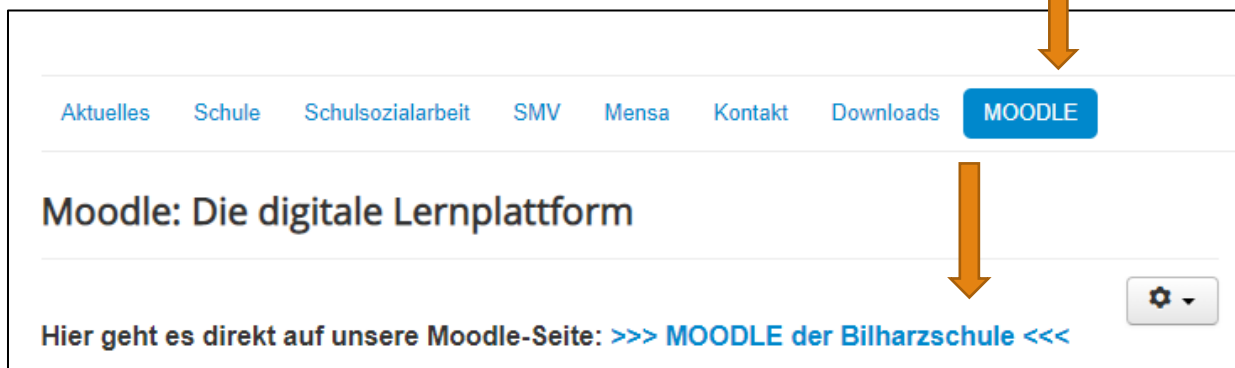 Aktuelles Schule Schulsozialarbeit SMV Mensa Kontakt Downloads MOODLE
Moodle: Die digitale Lernplattform
Hier geht es direkt auf unsere Moodle-Seite: >>> MOODLE der Bilharzschule <<<